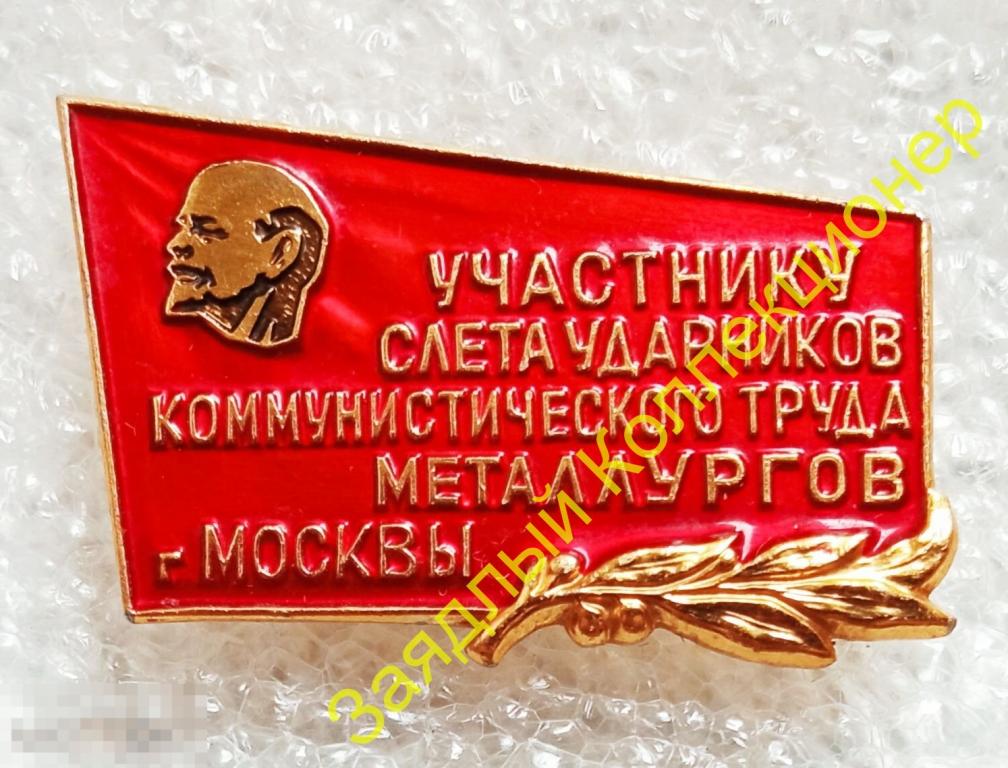 УЧАСТНИКУ
СЛЕТА УДАРНИКОВ
КОММУНИСТИЧЕСКОГО ТРУДА
МЕТАЛЛУРГОВ
г МОСКВЫ
Заядлый Коллекционер